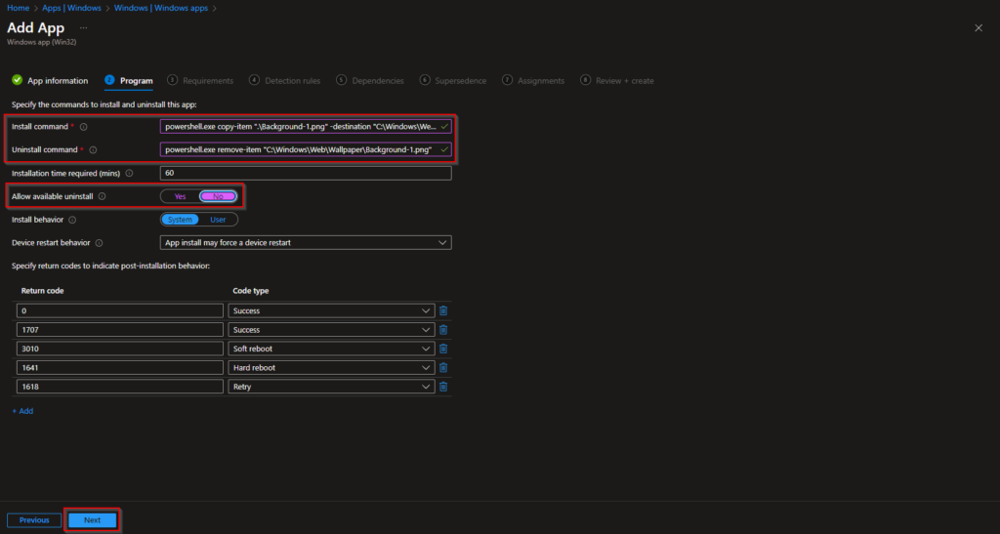 Home > Apps | Windows > Windows | Windows apps >
Add App ...
Windows app (Win32)
App information
2 Program
3 Requirements
4 Detection rules
5 Dependencies
6 Supersedence
7 Assignments
8 Review + create
Specify the commands to install and uninstall this app:
Install command * powershell.exe copy-item ".\Background-1.png" -destination "C:\Windows\We...
Uninstall command * powershell.exe remove-item "C:\Windows\Web\Wallpaper\Background-1.png"
Installation time required (mins) 60
Allow available uninstall Yes No
Install behavior System User
Device restart behavior App install may force a device restart
Specify return codes to indicate post-installation behavior:
Return code Code type
0 Success
1707 Success
3010 Soft reboot
1641 Hard reboot
1618 Retry
+ Add
Previous Next